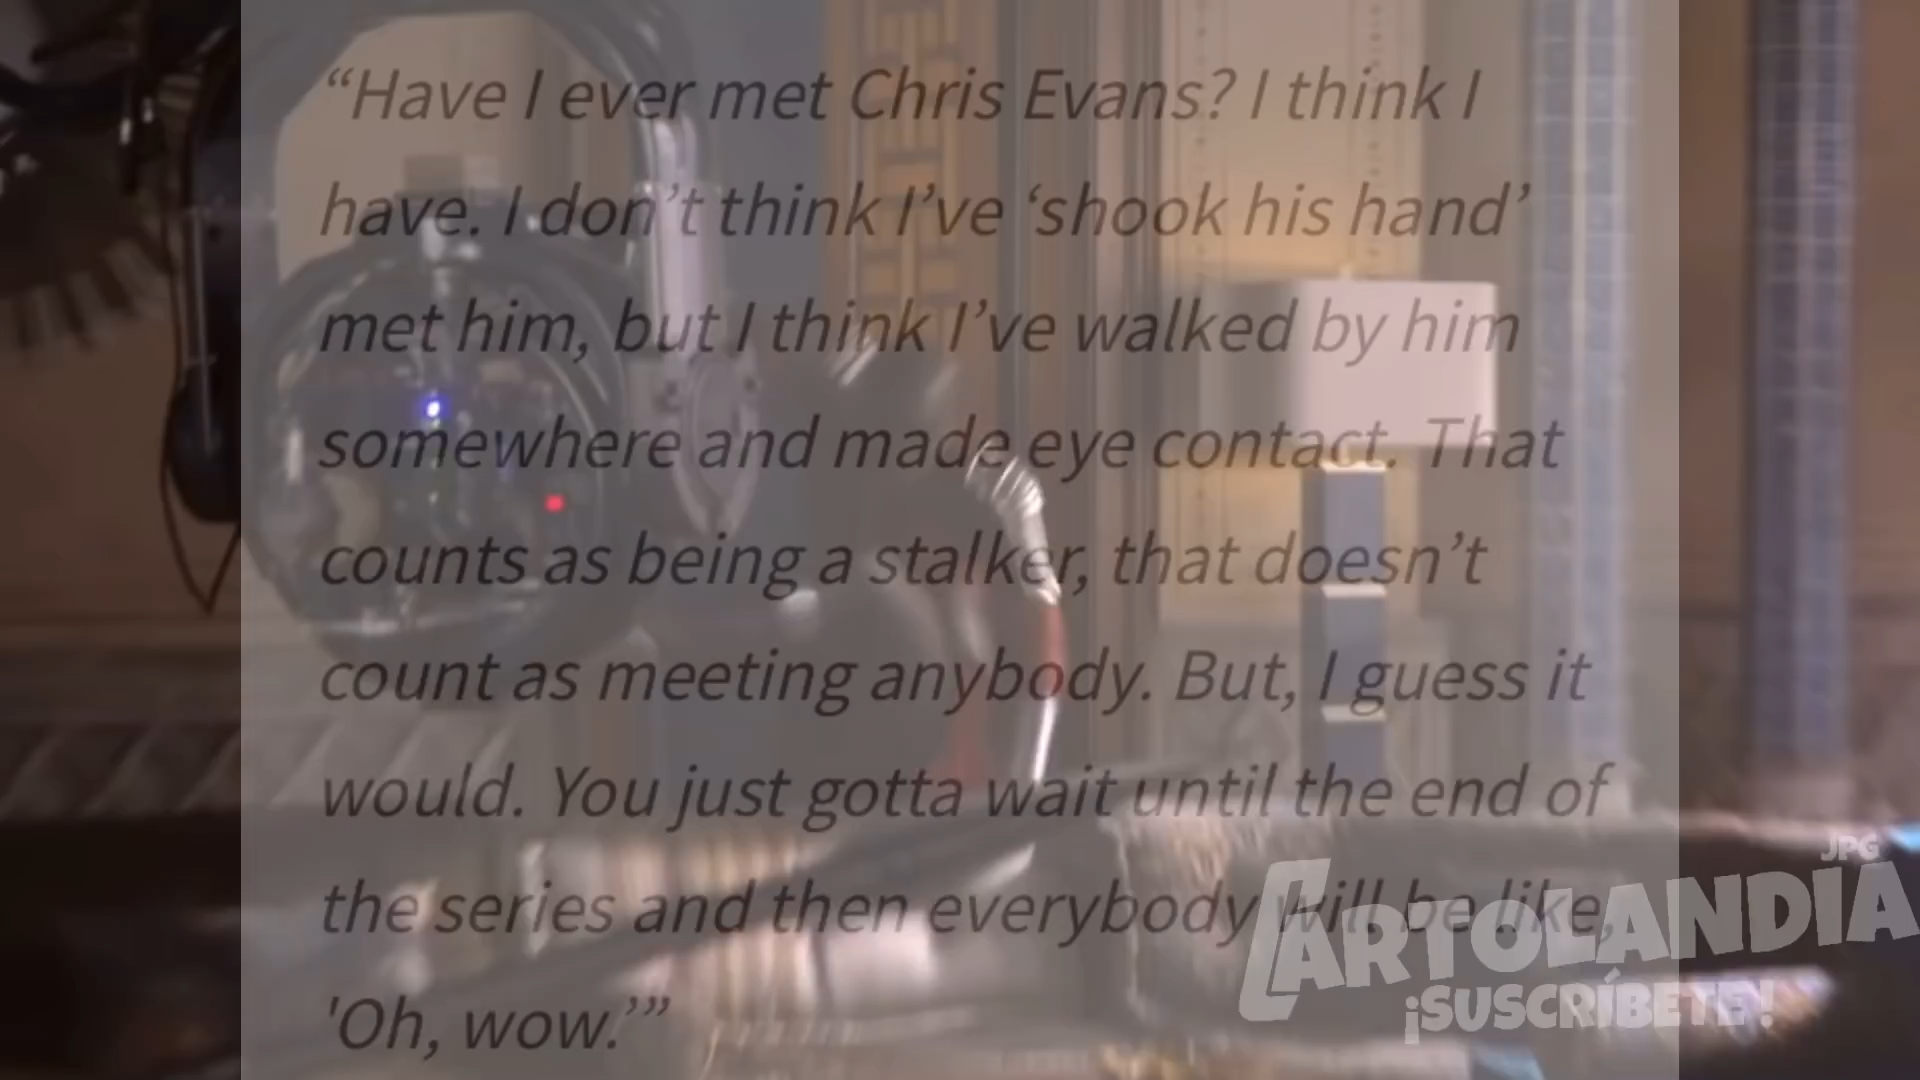 “Have I ever met Chris Evans? I think I
have. I don’t think I’ve ‘shook his hand’
met him, but I think I’ve walked by him
somewhere and made eye contact. That
counts as being a stalker, that doesn’t
count as meeting anybody. But, I guess it
would. You just gotta wait until the end of
the series and then everybody will be like,
'Oh, wow.’”
JPG
CARTOLANDIA
¡SUSCRÍBETE!